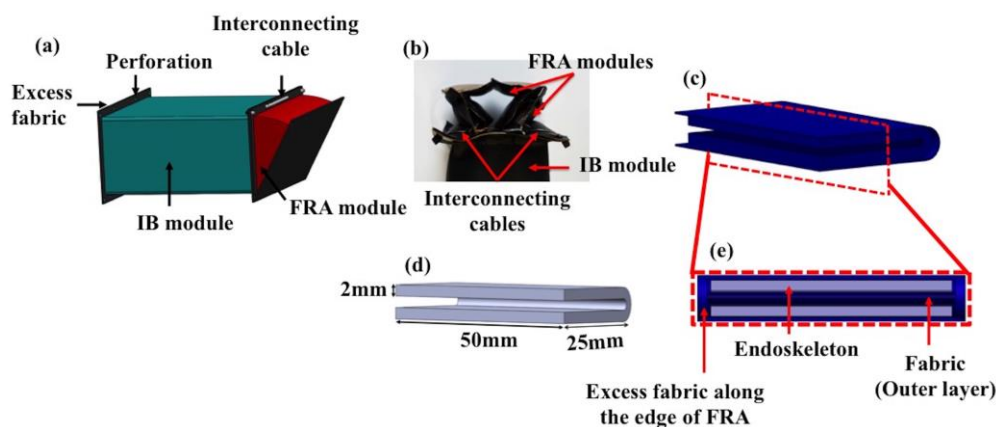 (a)
Perforation
Excess
fabric
Interconnecting
cable
IB module
FRA module
(b)
FRA modules
IB module
Interconnecting
cables
(c)
(d)
2mm
50mm
25mm
(e)
Endoskeleton
Fabric
(Outer layer)
Excess fabric along
the edge of FRA